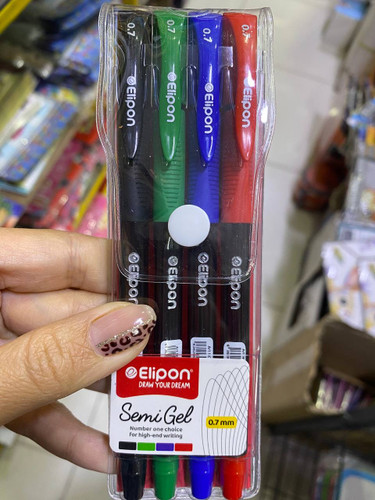 0.7 0.7 0.7 0.7
Elipon Elipon Elipon Elipon
Elipon Elipon Elipon Elipon
Elipon
DRAW YOUR DREAM
Semi Gel
Number one choice
for high-end writing
0.7 mm